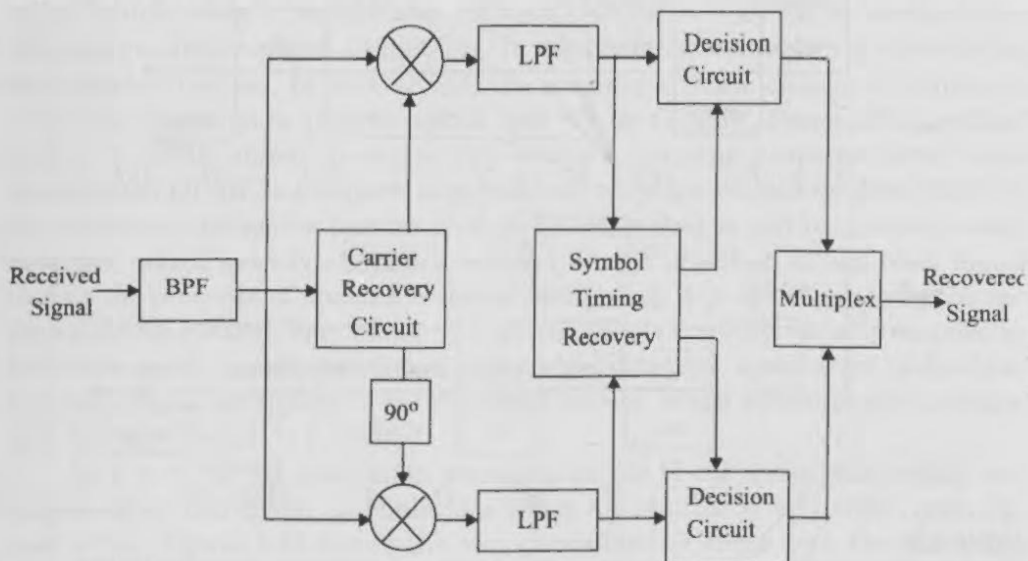 LPF
Decision
Circuit
Received
Signal
BPF
Carrier
Recovery
Circuit
Symbol
Timing
Recovery
Multiplex
Recovered
Signal
90°
LPF
Decision
Circuit